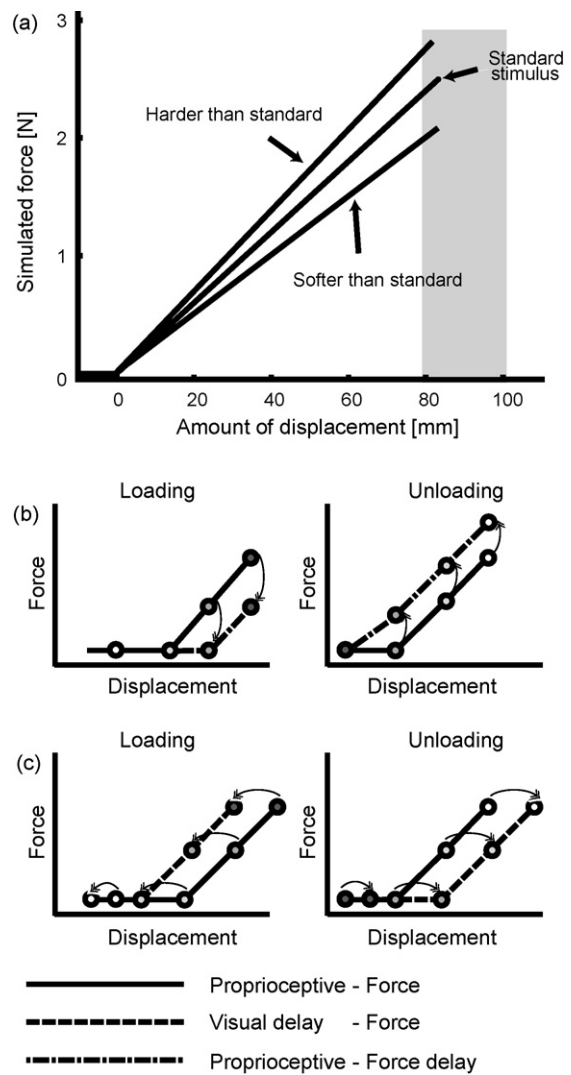 (a)
3
2
1
0
Simulated force [N]
Standard
stimulus
Harder than standard
Softer than standard
0 20 40 60 80 100
Amount of displacement [mm]
(b)
Loading
Unloading
Force
Displacement
Force
Displacement
(c)
Loading
Unloading
Force
Displacement
Force
Displacement
Proprioceptive - Force
Visual delay - Force
Proprioceptive - Force delay